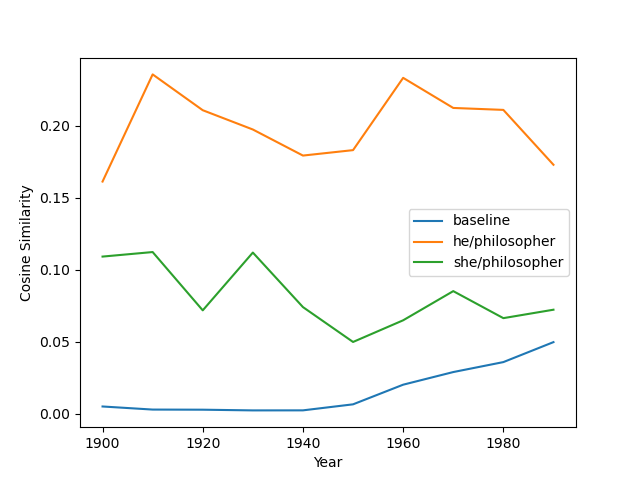 0.20
0.15
0.10
0.05
0.00
Cosine Similarity
baseline
he/philosopher
she/philosopher
1900 1920 1940 1960 1980
Year